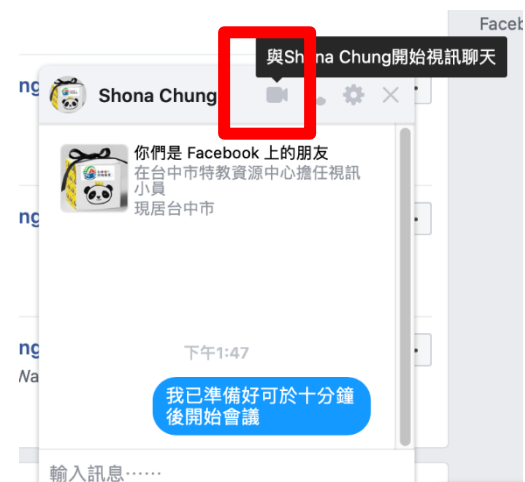 Faceb
與Shona Chung開始視訊聊天
ng
Shona Chung
你們是 Facebook 上的朋友
在台中市特教資源中心擔任視訊
小員
現居台中市
ng
下午1:47
ng
Wa
我已準備好可於十分鐘
後開始會議
輸入訊息⋯⋯